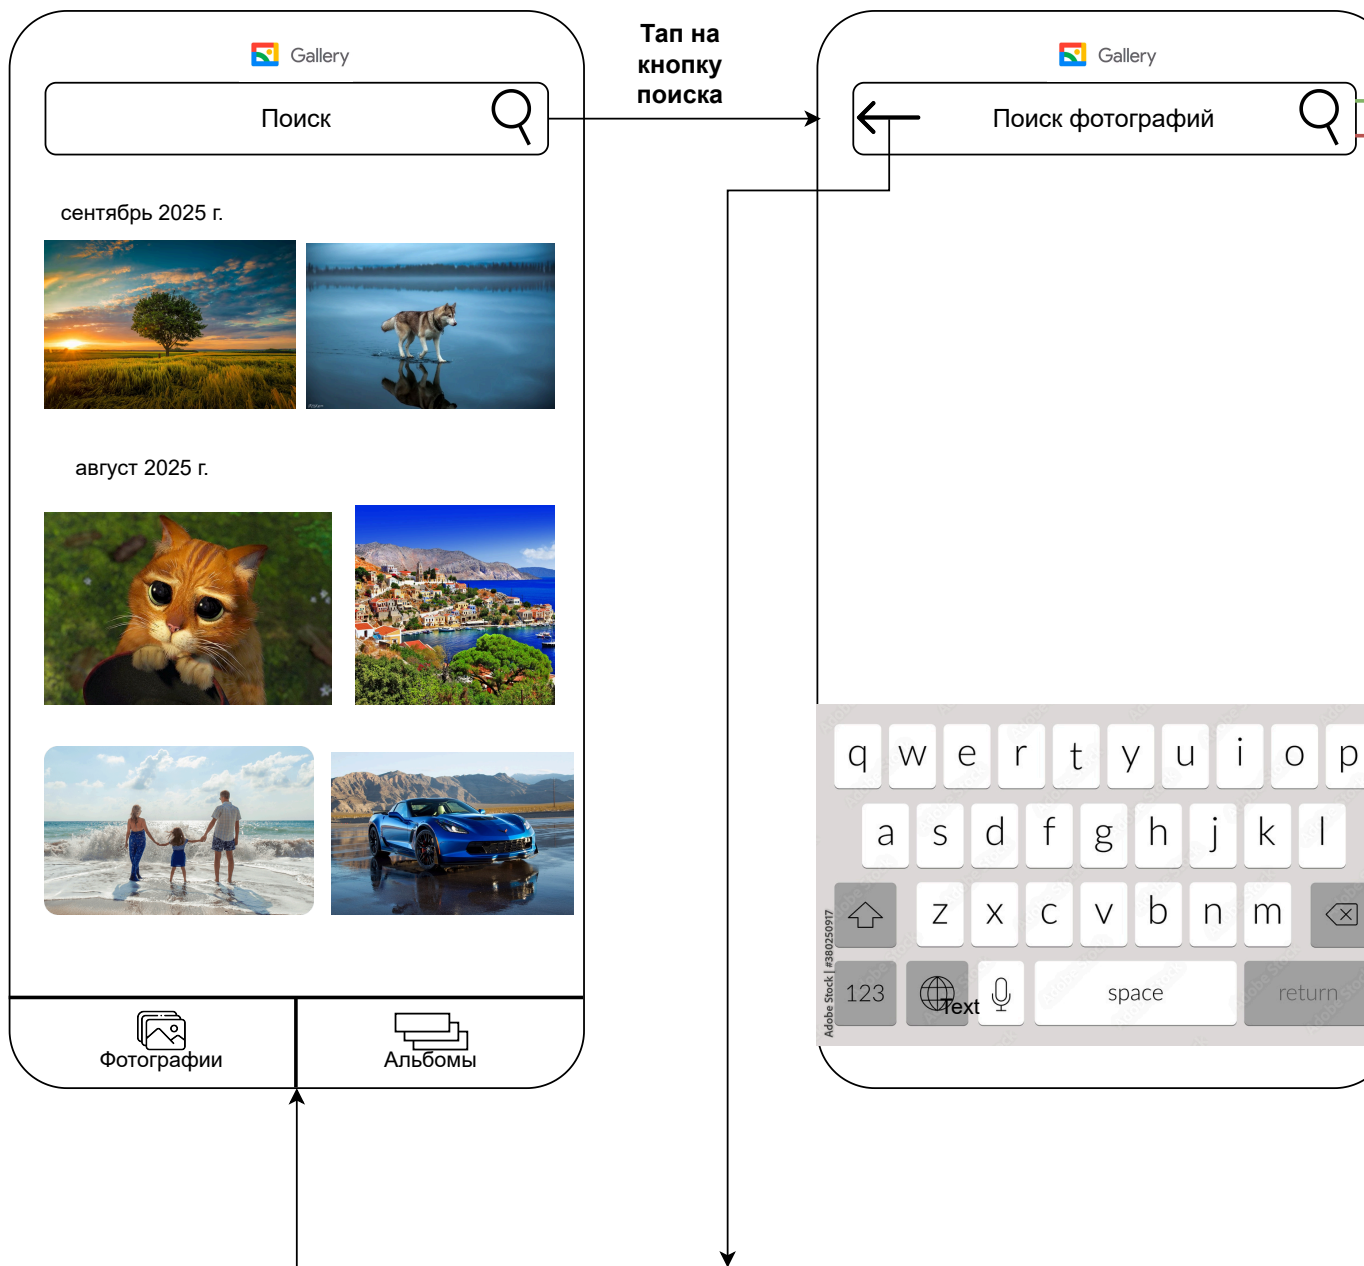 Gallery
Поиск
сентябрь 2025 г.
август 2025 г.
Фотографии
Альбомы
Тап на
кнопку
поиска
Gallery
Поиск фотографий
q w e r t y u i o p
a s d f g h j k l
z x c v b n m
123 space return
Text
Adobe Stock | #380250917